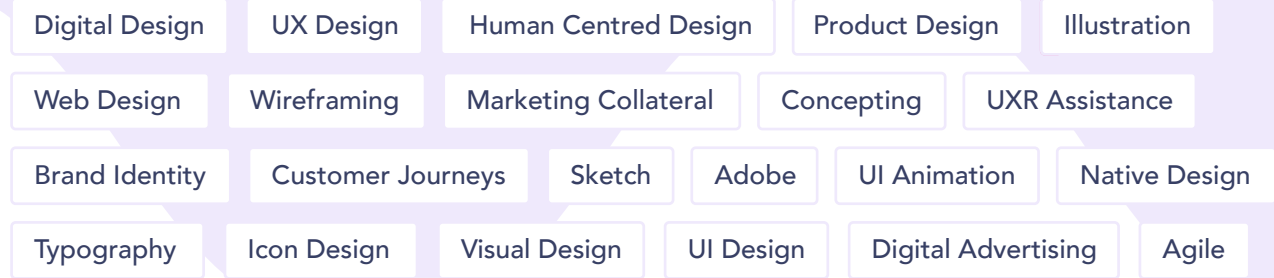 Digital Design UX Design Human Centred Design Product Design Illustration
Web Design Wireframing Marketing Collateral Concepting UXR Assistance
Brand Identity Customer Journeys Sketch Adobe UI Animation Native Design
Typography Icon Design Visual Design UI Design Digital Advertising Agile